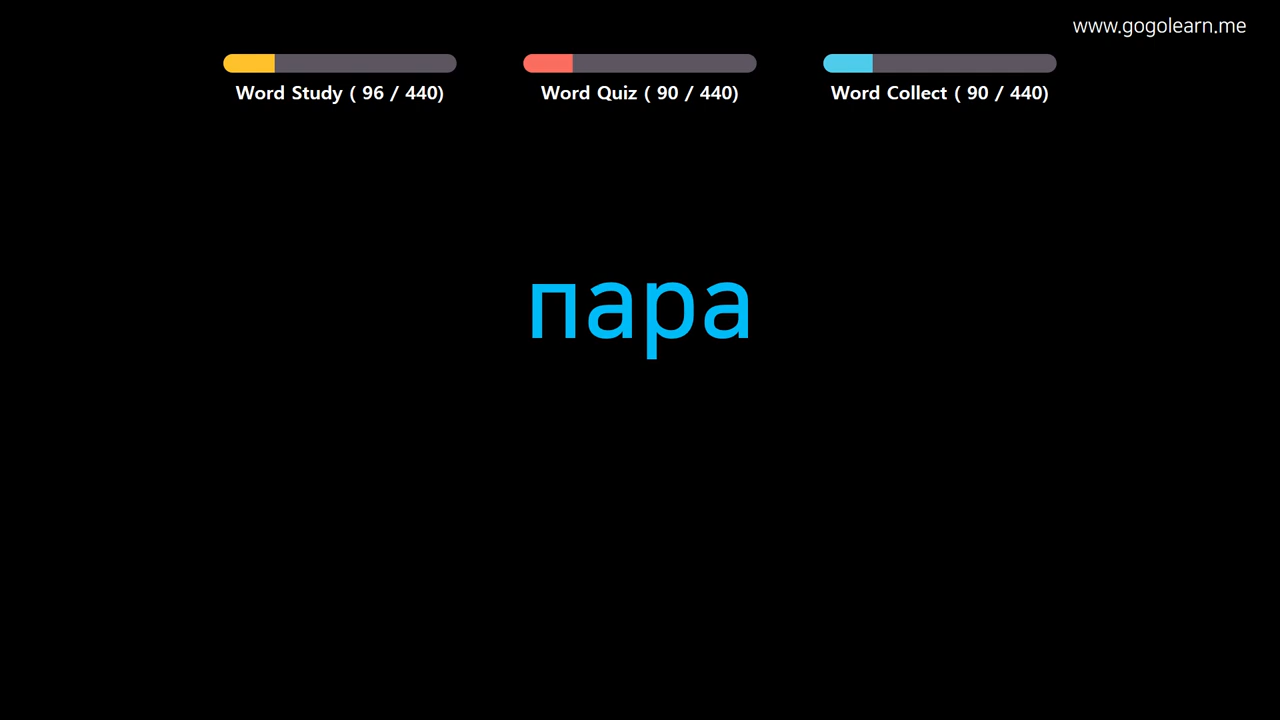 www.gogolearn.me
Word Study ( 96 / 440)
Word Quiz ( 90 / 440)
Word Collect ( 90 / 440)
пара